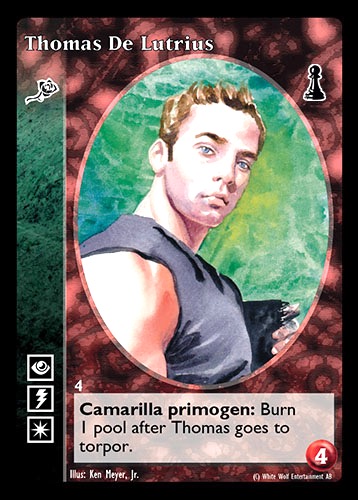 Thomas De Lutrius
4
Camarilla primogen: Burn
1 pool after Thomas goes to
torpor.
4
Illus: Ken Meyer, Jr.
(C) White Wolf Entertainment AB